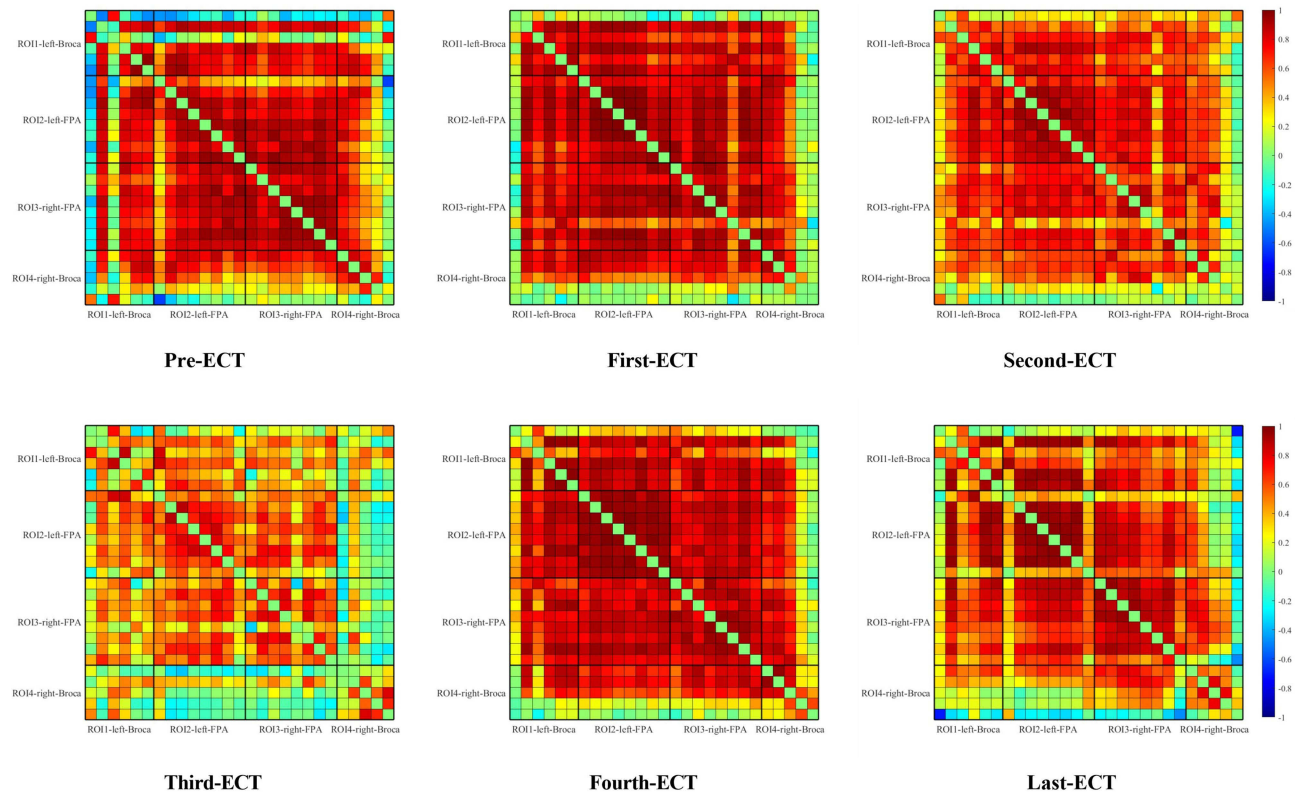 ROI1-left-Broca
ROI2-left-FPA
ROI3-right-FPA
ROI4-right-Broca
ROI1-left-Broca ROI2-left-FPA ROI3-right-FPA ROI4-right-Broca
Pre-ECT
ROI1-left-Broca
ROI2-left-FPA
ROI3-right-FPA
ROI4-right-Broca
ROI1-left-Broca ROI2-left-FPA ROI3-right-FPA ROI4-right-Broca
First-ECT
ROI1-left-Broca
ROI2-left-FPA
ROI3-right-FPA
ROI4-right-Broca
ROI1-left-Broca ROI2-left-FPA ROI3-right-FPA ROI4-right-Broca
Second-ECT
1
0.8
0.6
0.4
0.2
0
-0.2
-0.4
-0.6
-0.8
-1
ROI1-left-Broca
ROI2-left-FPA
ROI3-right-FPA
ROI4-right-Broca
ROI1-left-Broca ROI2-left-FPA ROI3-right-FPA ROI4-right-Broca
Third-ECT
ROI1-left-Broca
ROI2-left-FPA
ROI3-right-FPA
ROI4-right-Broca
ROI1-left-Broca ROI2-left-FPA ROI3-right-FPA ROI4-right-Broca
Fourth-ECT
ROI1-left-Broca
ROI2-left-FPA
ROI3-right-FPA
ROI4-right-Broca
ROI1-left-Broca ROI2-left-FPA ROI3-right-FPA ROI4-right-Broca
Last-ECT
1
0.8
0.6
0.4
0.2
0
-0.2
-0.4
-0.6
-0.8
-1